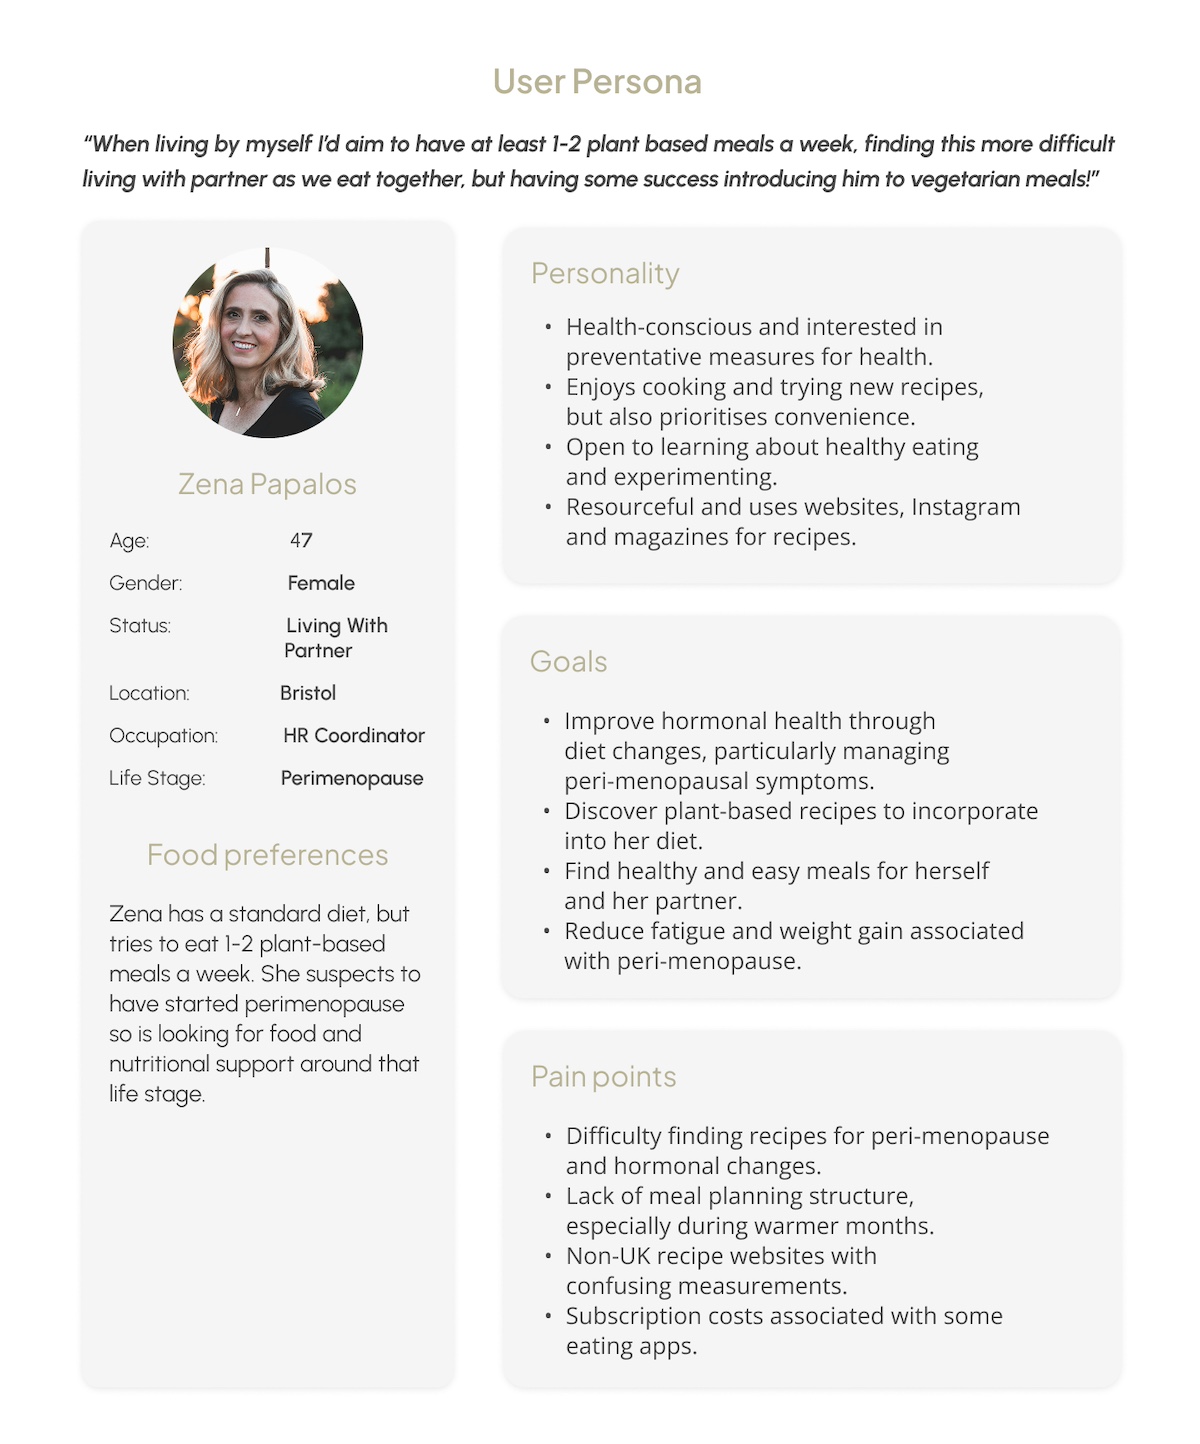 User Persona
“When living by myself I’d aim to have at least 1-2 plant based meals a week, finding this more difficult
living with partner as we eat together, but having some success introducing him to vegetarian meals!”
Zena Papalos
Age: 47
Gender: Female
Status: Living With
Partner
Location: Bristol
Occupation: HR Coordinator
Life Stage: Perimenopause
Food preferences
Zena has a standard diet, but
tries to eat 1-2 plant-based
meals a week. She suspects to
have started perimenopause
so is looking for food and
nutritional support around that
life stage.
Personality
• Health-conscious and interested in
preventative measures for health.
• Enjoys cooking and trying new recipes,
but also prioritises convenience.
• Open to learning about healthy eating
and experimenting.
• Resourceful and uses websites, Instagram
and magazines for recipes.
Goals
• Improve hormonal health through
diet changes, particularly managing
peri-menopausal symptoms.
• Discover plant-based recipes to incorporate
into her diet.
• Find healthy and easy meals for herself
and her partner.
• Reduce fatigue and weight gain associated
with peri-menopause.
Pain points
• Difficulty finding recipes for peri-menopause
and hormonal changes.
• Lack of meal planning structure,
especially during warmer months.
• Non-UK recipe websites with
confusing measurements.
• Subscription costs associated with some
eating apps.